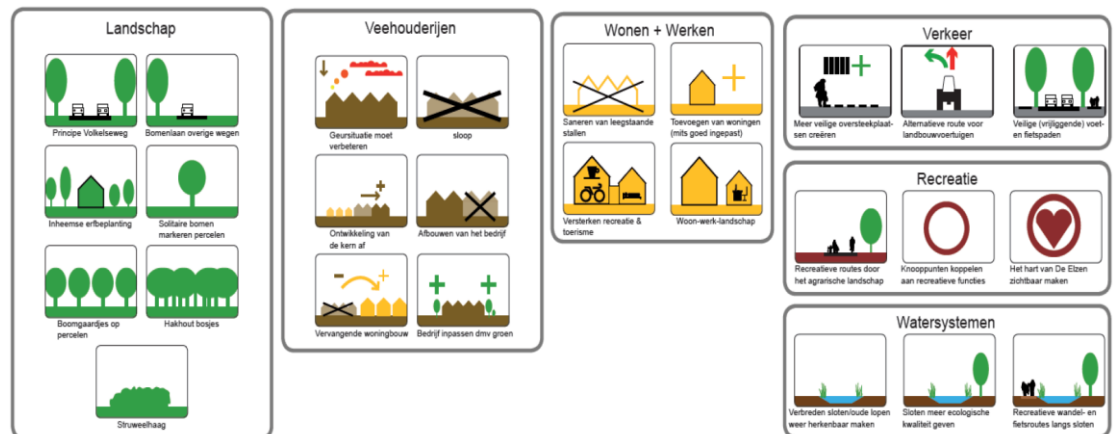 Landschap
Principe Volkelseweg
Bomenlaan overige wegen
Inheemse erfbeplanting
Solitaire bomen
markeren percelen
Boomgaardjes op
percelen
Hakhout bosjes
Struweelhaag
Veehouderijen
Geursituatie moet
verbeteren
sloop
Ontwikkeling van
de kern af
Afbouwen van het bedrijf
Vervangende woningbouw
Bedrijf inpassen dmv groen
Wonen + Werken
Saneren van leegstaande
stallen
Toevoegen van woningen
(mits goed ingepast)
Versterken recreatie &
toerisme
Woon-werk-landschap
Verkeer
Meer veilige oversteekplaat-
sen creëren
Alternatieve route voor
landbouwvoertuigen
Veilige (vrijliggende) voet-
en fietspaden
Recreatie
Recreatieve routes door
het agrarische landschap
Knooppunten koppelen
aan recreatieve functies
Het hart van De Elzen
zichtbaar maken
Watersystemen
Verbreden sloten/oude lopen
weer herkenbaar maken
Sloten meer ecologische
kwaliteit geven
Recreatieve wandel- en
fietsroutes langs sloten